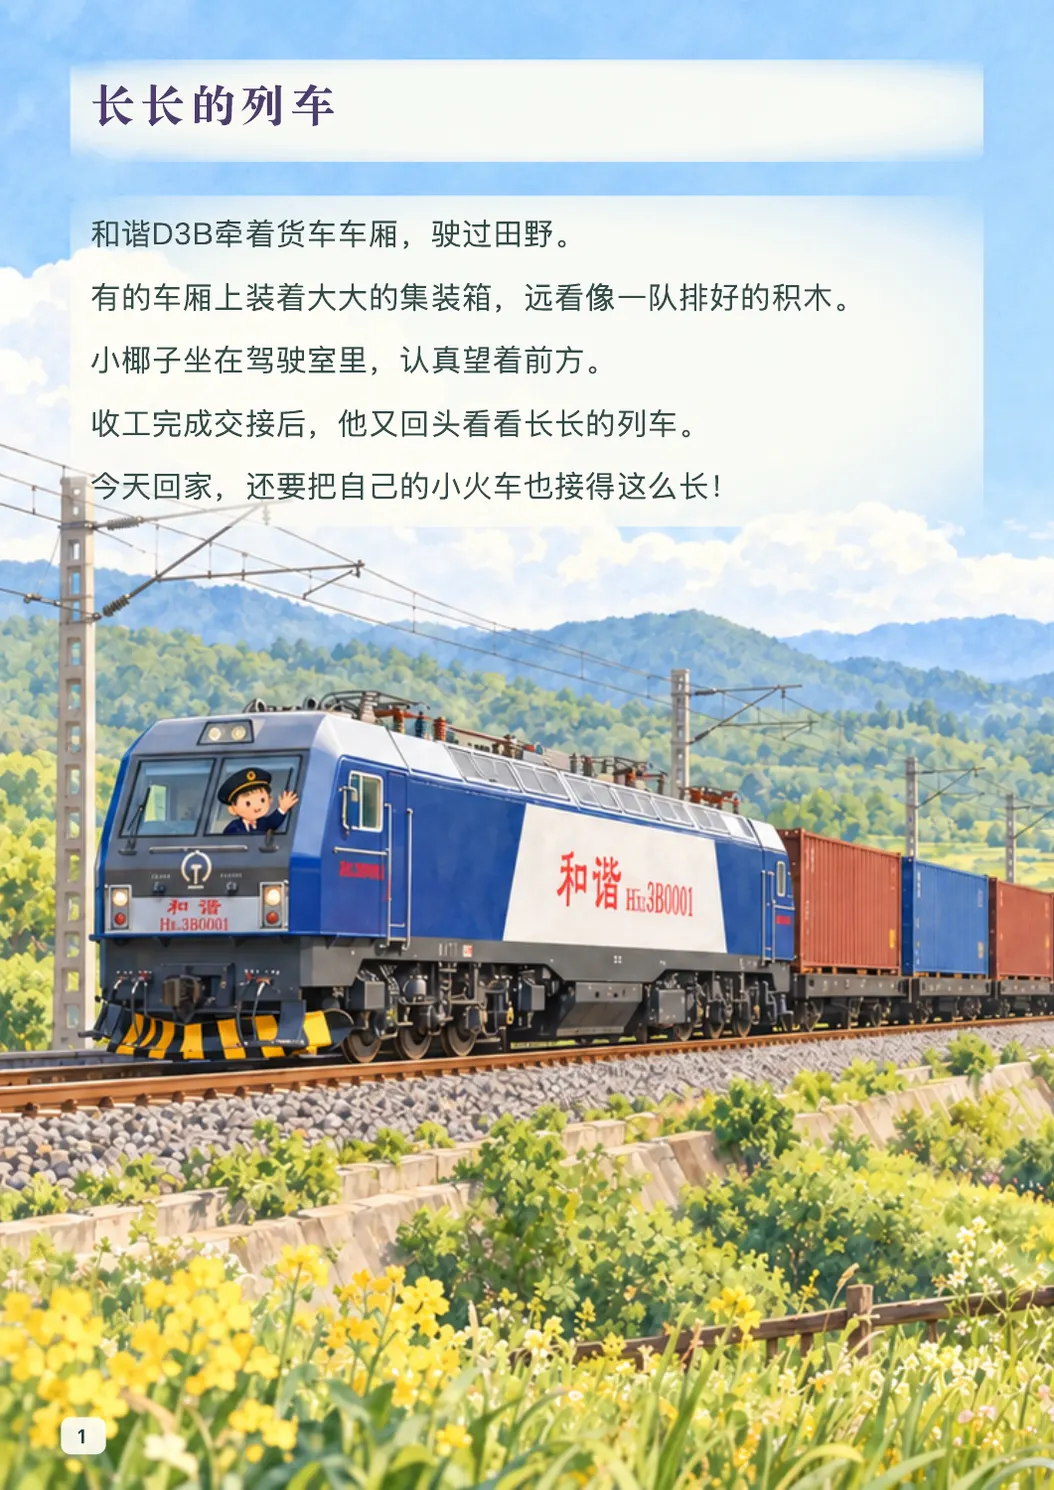 长长的列车
和谐D3B牵着货车车厢，驶过田野。
有的车厢上装着大大的集装箱，远看像一队排好的积木。
小椰子坐在驾驶室里，认真望着前方。
收工完成交接后，他又回头看看长长的列车。
今天回家，还要把自己的小火车也接得这么长！
和谐 HXD3B0001
和谐
HXD3B0001
1